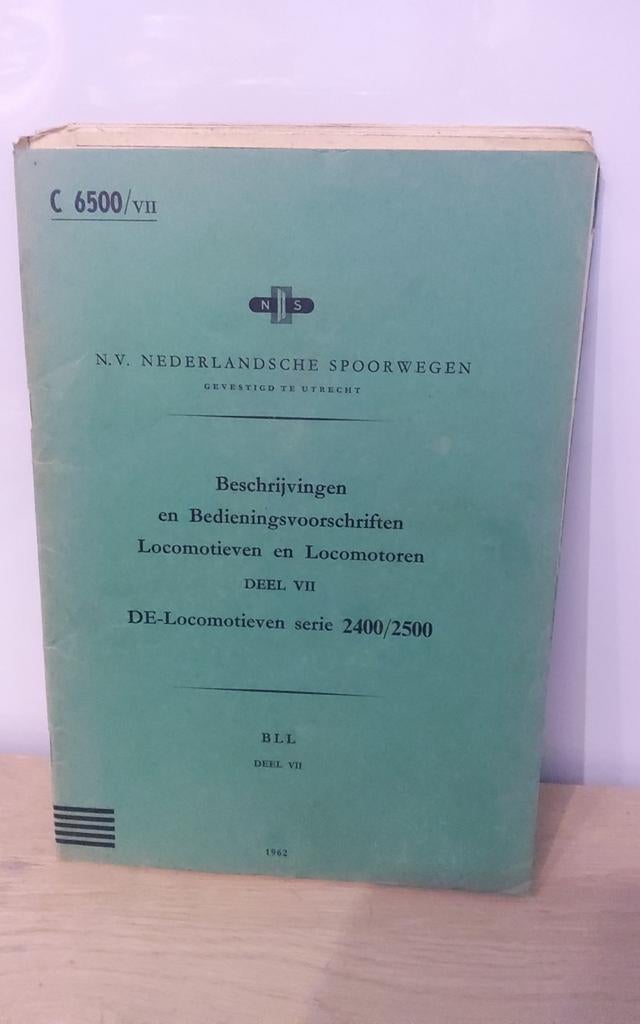 C 6500/VII
N S
N.V. NEDERLANDSCHE SPOORWEGEN
GEVESTIGD TE UTRECHT
Beschrijvingen
en Bedieningsvoorschriften
Locomotieven en Locomotoren
DEEL VII
DE-Locomotieven serie 2400/2500
BLL
DEEL VII
1962